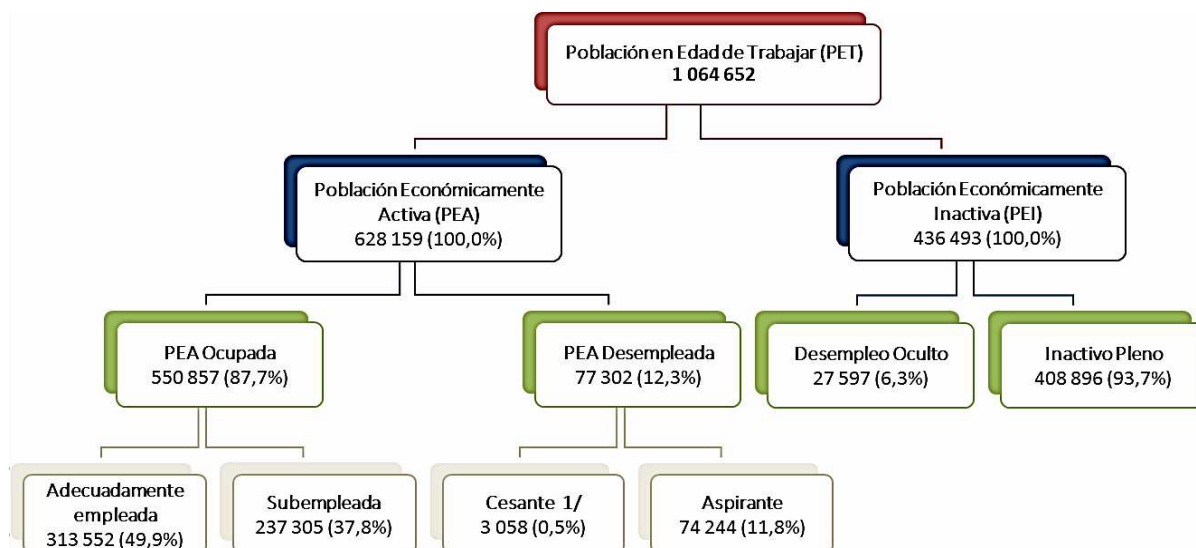 Población en Edad de Trabajar (PET)
1 064 652
Población Económicamente
Activa (PEA)
628 159 (100,0%)
Población Económicamente
Inactiva (PEI)
436 493 (100,0%)
PEA Ocupada
550 857 (87,7%)
PEA Desempleada
77 302 (12,3%)
Desempleo Oculto
27 597 (6,3%)
Inactivo Pleno
408 896 (93,7%)
Adecuadamente
empleada
313 552 (49,9%)
Subempleada
237 305 (37,8%)
Cesante 1/
3 058 (0,5%)
Aspirante
74 244 (11,8%)